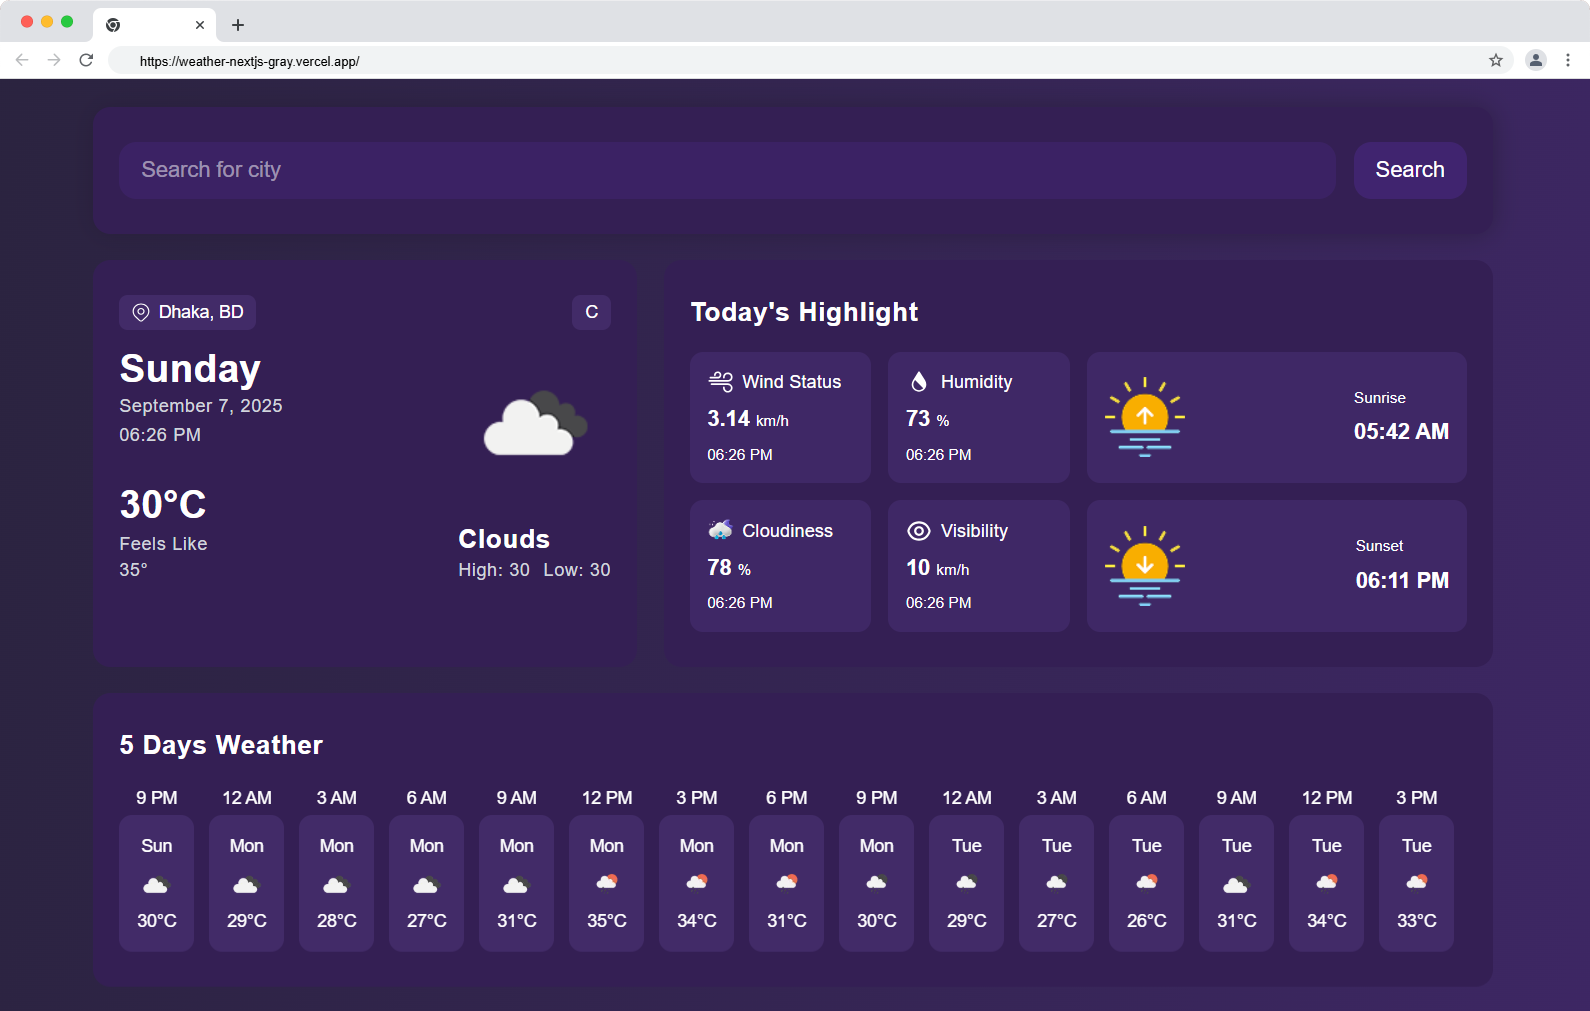 https://weather-nextjs-gray.vercel.app/
Search for city
Search
Dhaka, BD
C
Sunday
September 7, 2025
06:26 PM
30°C
Feels Like
35°
Clouds
High: 30 Low: 30
Today's Highlight
Wind Status
3.14 km/h
06:26 PM
Humidity
73 %
06:26 PM
Sunrise
05:42 AM
Cloudiness
78 %
06:26 PM
Visibility
10 km/h
06:26 PM
Sunset
06:11 PM
5 Days Weather
9 PM 12 AM 3 AM 6 AM 9 AM 12 PM 3 PM 6 PM 9 PM 12 AM 3 AM 6 AM 9 AM 12 PM 3 PM
Sun Mon Mon Mon Mon Mon Mon Mon Mon Tue Tue Tue Tue Tue Tue
30°C 29°C 28°C 27°C 31°C 35°C 34°C 31°C 30°C 29°C 27°C 26°C 31°C 34°C 33°C